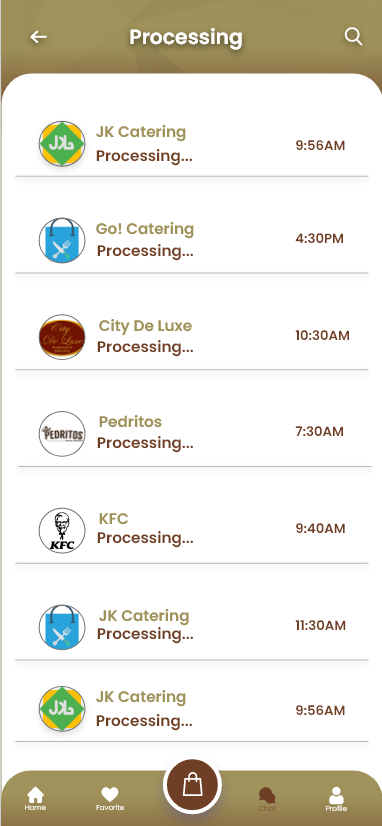 Processing
JK Catering
9:56AM
Processing...
Go! Catering
4:30PM
Processing...
City De Luxe
10:30AM
City
De Luxe
Processing...
Pedritos
7:30AM
PEDRITOS
Processing...
KFC
9:40AM
Processing...
KFC
JK Catering
11:30AM
Processing...
JK Catering
9:56AM
Processing...
Home
Favorite
Chat
Profile